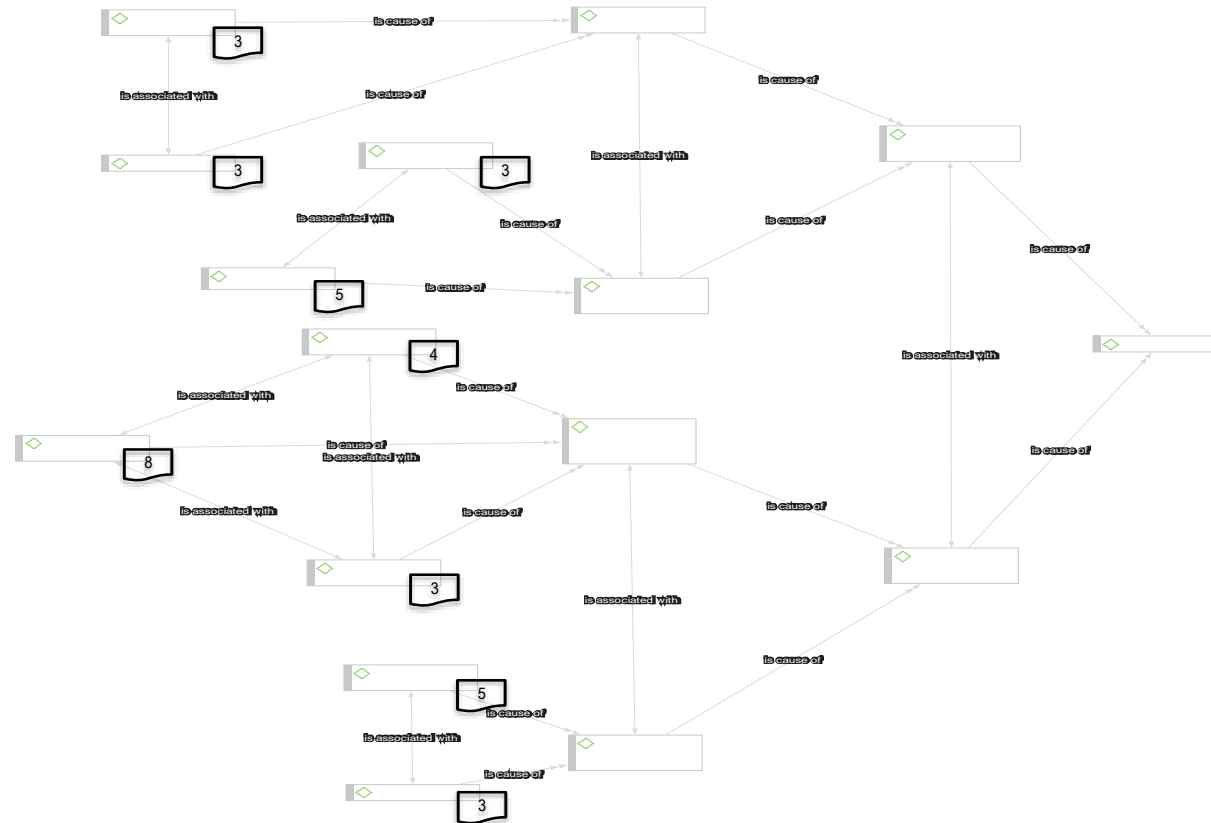 is cause of
3
is cause of
is cause of
is associated with
is associated with
3
3
is associated with
is cause of
is cause of
is cause of
is cause of
5
4
is associated with
is cause of
is associated with
is cause of
is cause of
is associated with
8
is associated with
is cause of
is cause of
3
is associated with
is cause of
5
is cause of
is associated with
is cause of
3